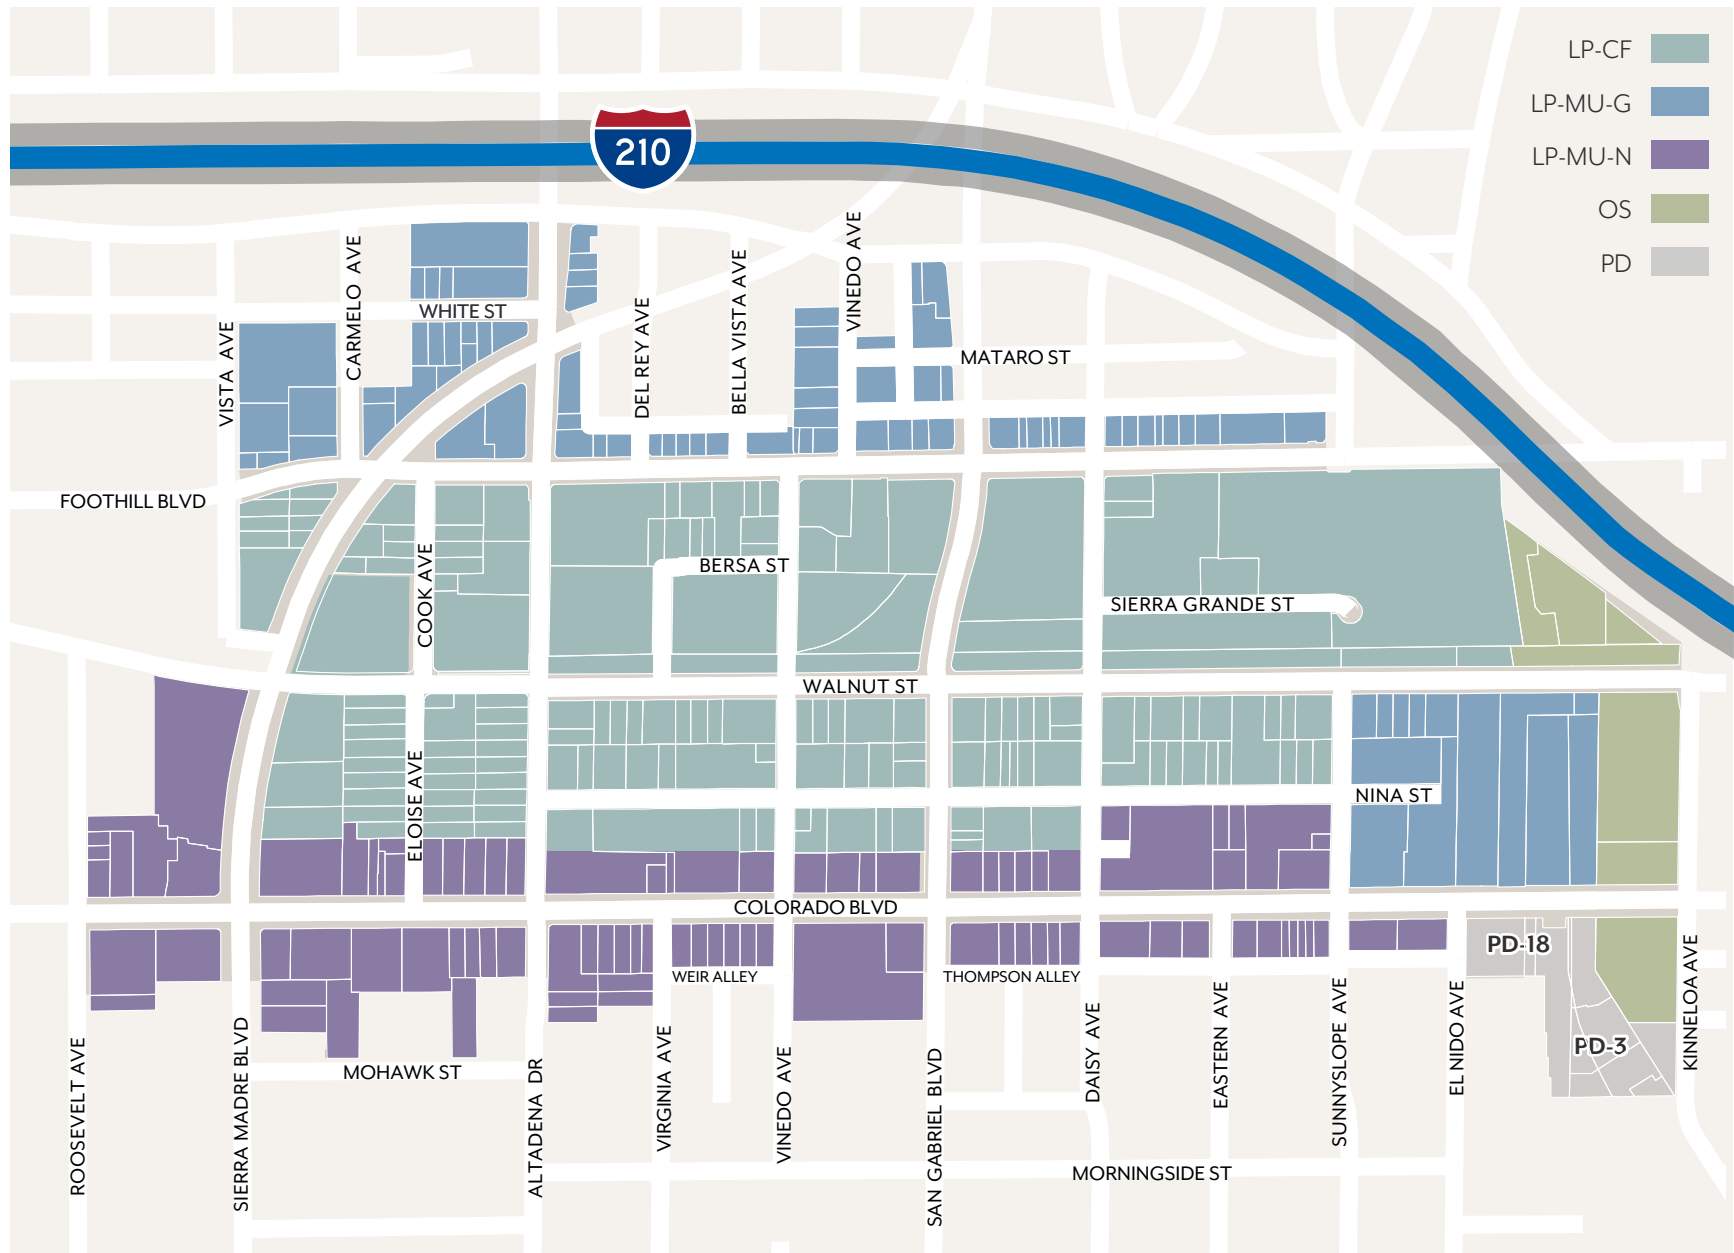 LP-CF
LP-MU-G
LP-MU-N
OS
PD
210
WHITE ST
VISTA AVE
CARMELO AVE
DEL REY AVE
BELLA VISTA AVE
VINEDO AVE
MATARO ST
FOOTHILL BLVD
COOK AVE
BERSA ST
SIERRA GRANDE ST
WALNUT ST
ELOISE AVE
NINA ST
COLORADO BLVD
WEIR ALLEY
THOMPSON ALLEY
PD-18
PD-3
MOHAWK ST
ROOSEVELT AVE
SIERRA MADRE BLVD
ALTADENA DR
VIRGINIA AVE
VINEDO AVE
SAN GABRIEL BLVD
DAISY AVE
EASTERN AVE
SUNNYSLOPE AVE
EL NIDO AVE
KINNELOA AVE
MORNINGSIDE ST